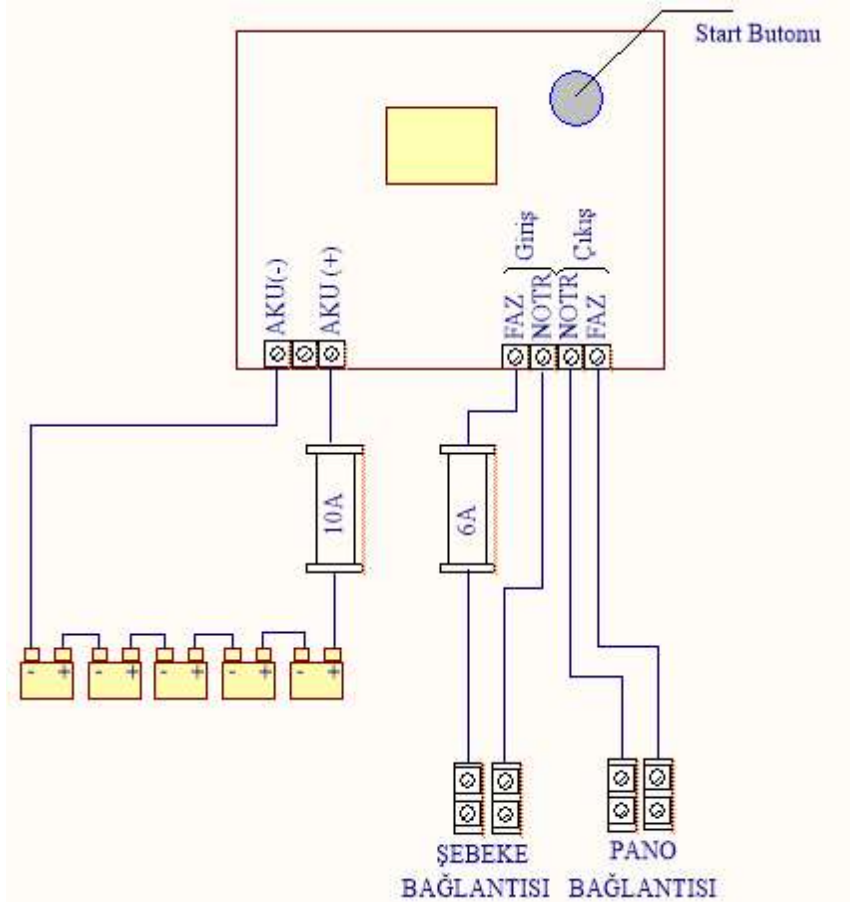 Start Butonu
Giriş
Çıkış
AKU(-)
AKU (+)
FAZ
NOTR
NOTR
FAZ
10A
6A
- +
- +
- +
- +
- +
ŞEBEKE
BAĞLANTISI
PANO
BAĞLANTISI